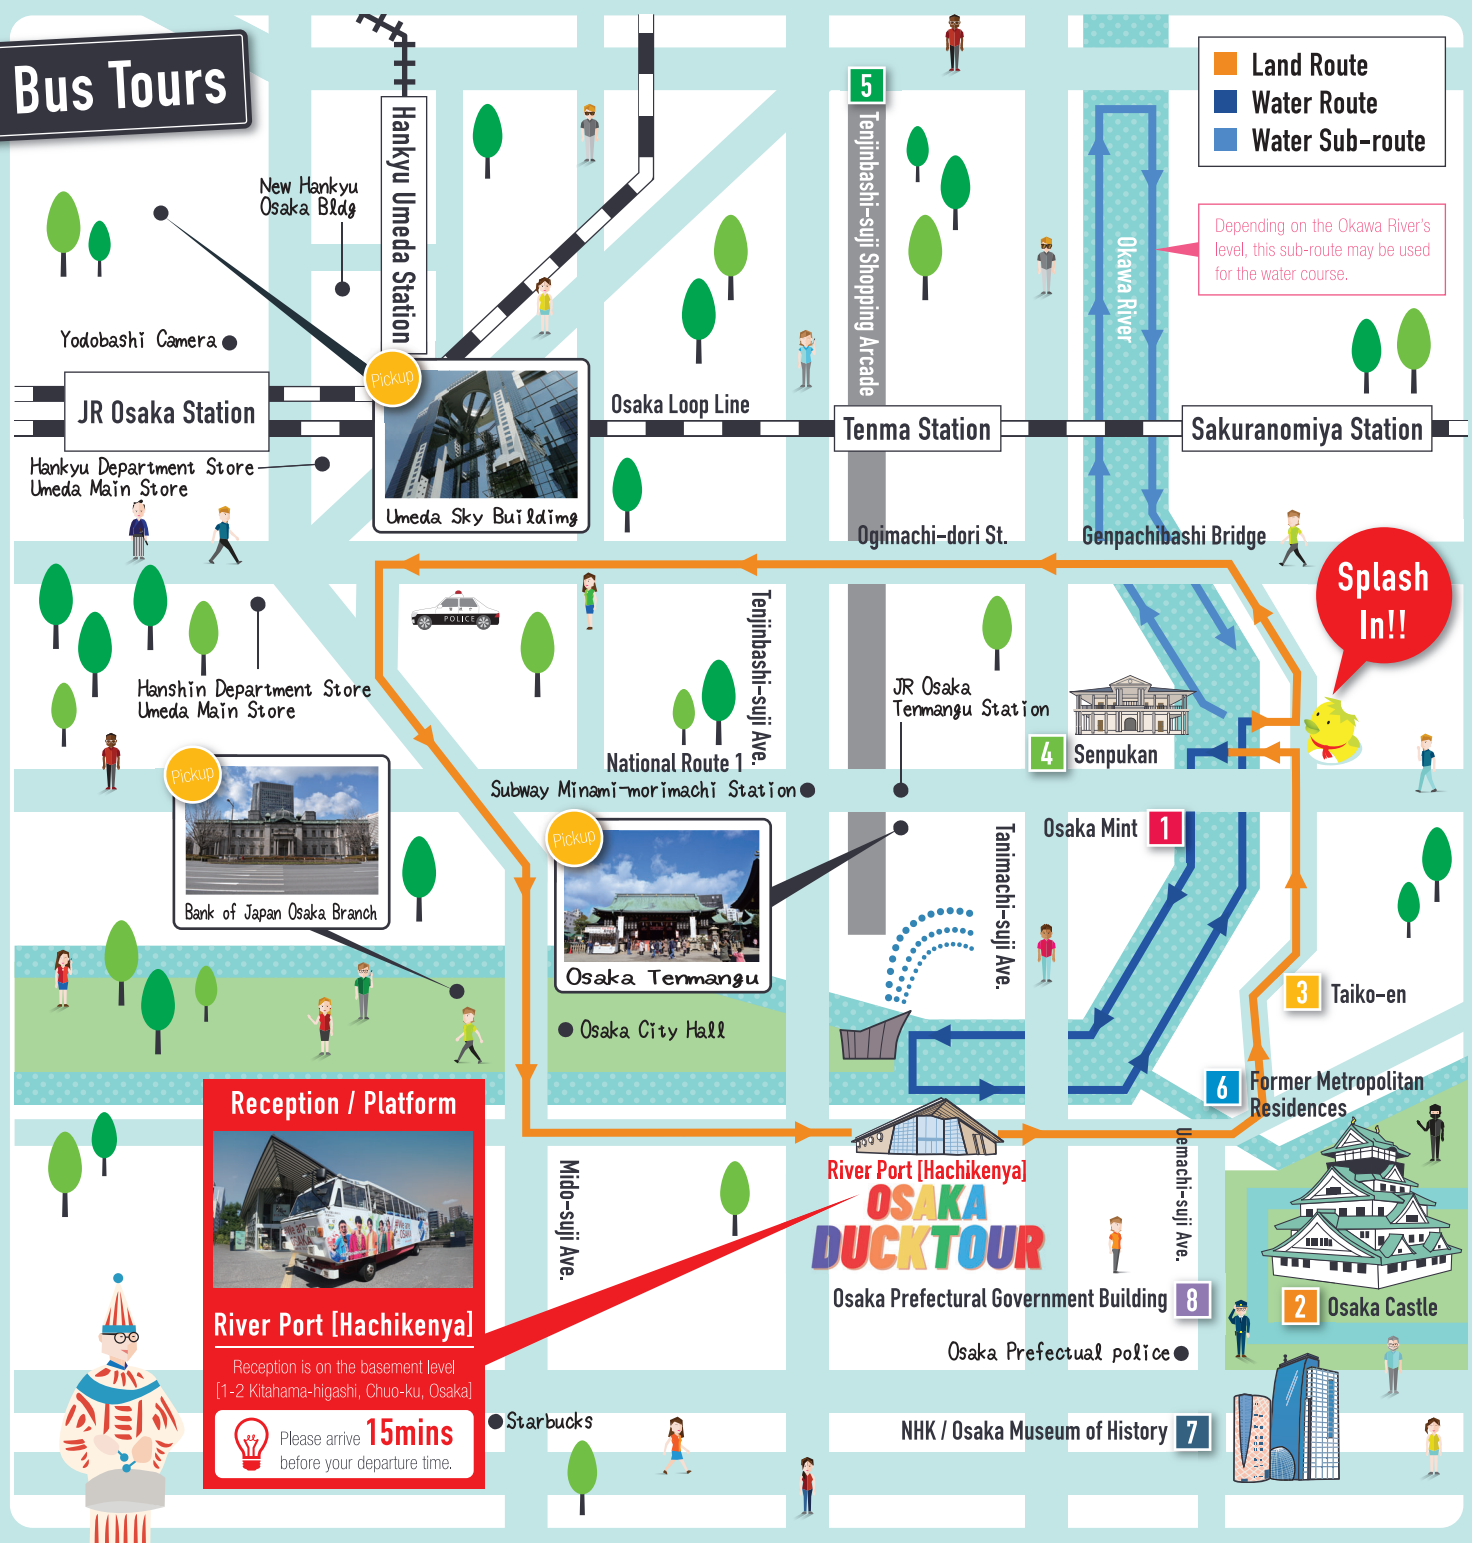 Bus Tours
Land Route
Water Route
Water Sub-route
Depending on the Okawa River's
level, this sub-route may be used
for the water course.
5
Tenjinbashi-suji Shopping Arcade
Hankyu Umeda Station
New Hankyu
Osaka Bldg
Okawa River
Yodobashi Camera
Pickup
JR Osaka Station
Osaka Loop Line
Tenma Station
Sakuranomiya Station
Hankyu Department Store
Umeda Main Store
Umeda Sky Buildimg
Ogimachi-dori St.
Genpachibashi Bridge
Splash
In!!
POLICE
Tenjinbashi-suji Ave.
Hanshin Department Store
Umeda Main Store
JR Osaka
Tenmangu Station
4
Senpukan
National Route 1
Subway Minami-morimachi Station
Pickup
Bank of Japan Osaka Branch
Pickup
Osaka Tenmangu
Osaka Mint
1
Tanimachi-suji Ave.
3
Taiko-en
Osaka City Hall
6
Former Metropolitan
Residences
Reception / Platform
River Port [Hachikenya]
Reception is on the basement level
[1-2 Kitahama-higashi, Chuo-ku, Osaka]
Please arrive 15mins
before your departure time.
Mido-suji Ave.
River Port [Hachikenya]
OSAKA
DUCKTOUR
Uemachi-suji Ave.
Osaka Prefectural Government Building
8
2
Osaka Castle
Osaka Prefectual police
Starbucks
NHK / Osaka Museum of History
7